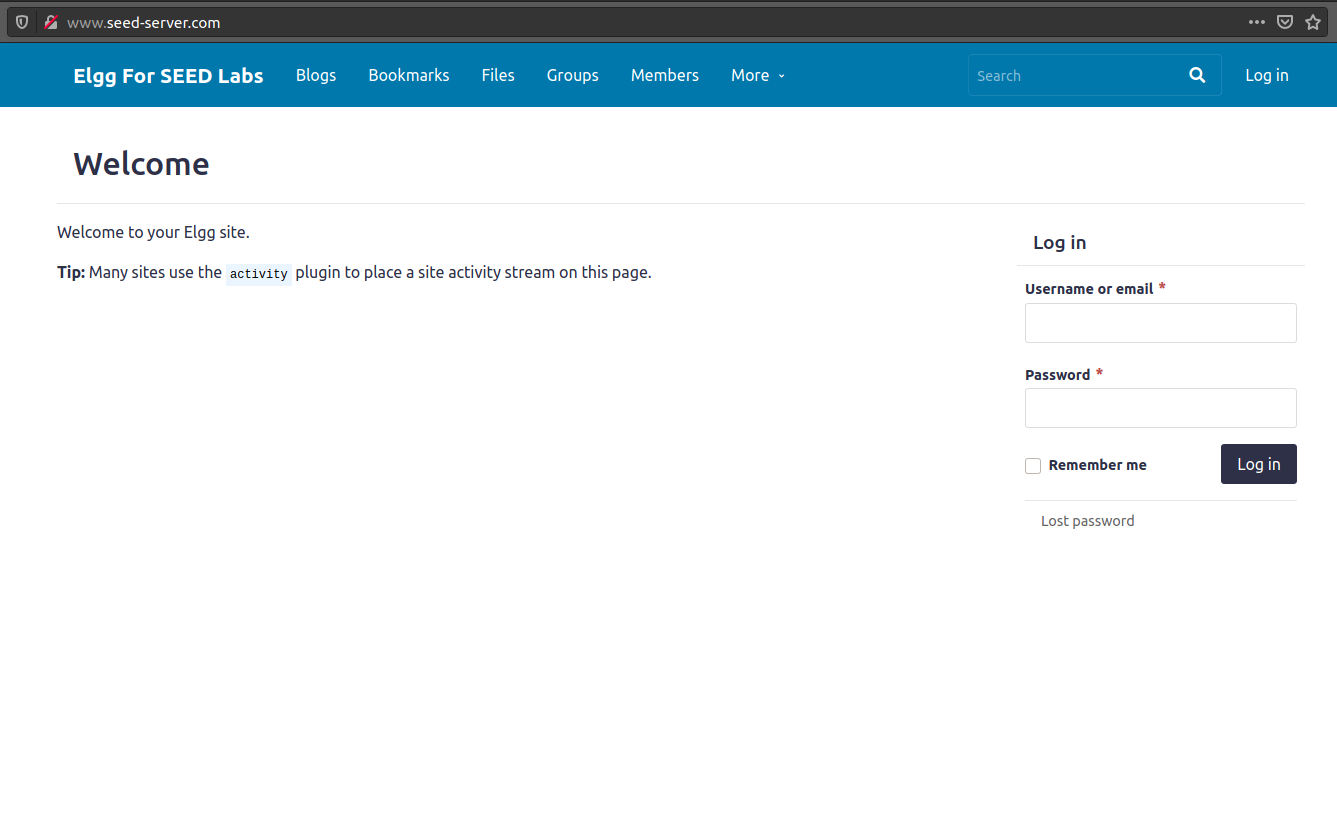 www.seed-server.com
Elgg For SEED Labs Blogs Bookmarks Files Groups Members More Search Log in
Welcome
Welcome to your Elgg site.
Tip: Many sites use the activity plugin to place a site activity stream on this page.
Log in
Username or email *
Password *
Remember me Log in
Lost password